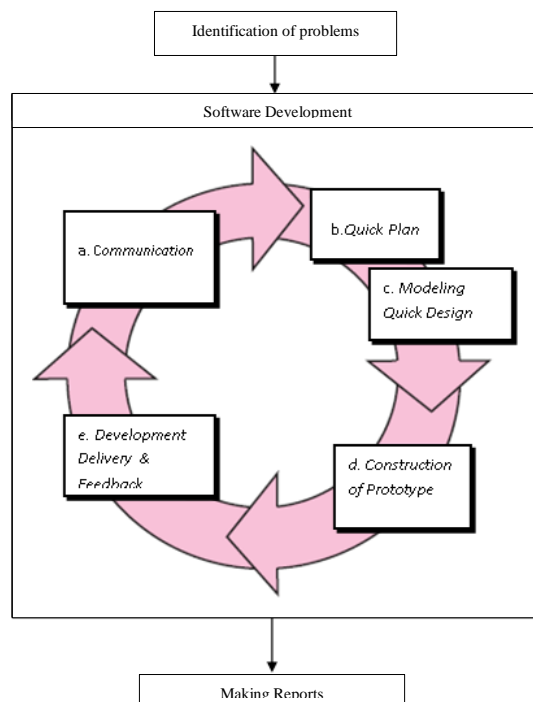 Identification of problems
Software Development
a. Communication
b.Quick Plan
c. Modeling
Quick Design
d. Construction
of Prototype
e. Development
Delivery &
Feedback
Making Reports